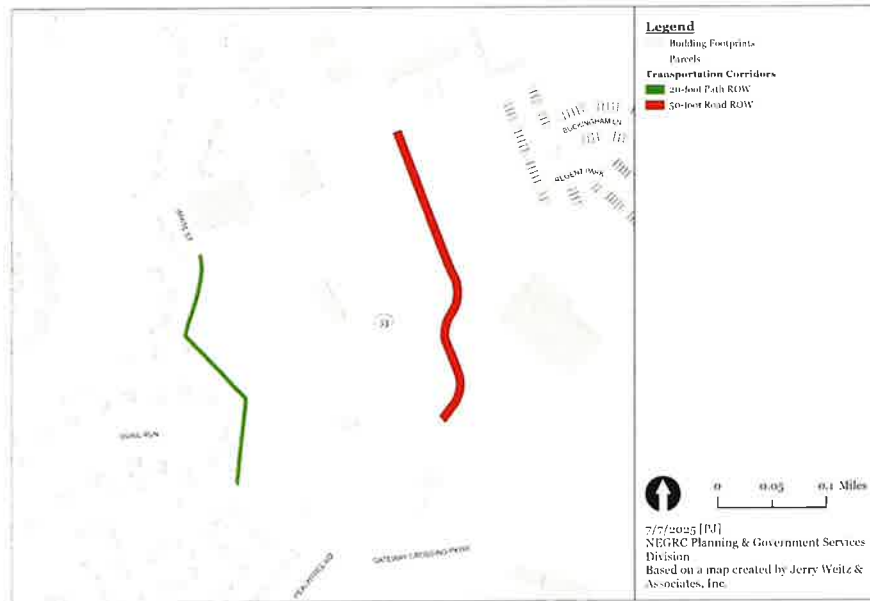 Legend
Building Footprints
Parcels
Transportation Corridors
20-foot Path ROW
50-foot Road ROW
BUCKINGHAM LN
REGENT PARK
53
QUAIL RUN
GATEWAY CROSSING PKWY
0 0.05 0.1 Miles
7/7/2025 [PJ]
NEGRC Planning & Government Services
Division
Based on a map created by Jerry Weitz &
Associates, Inc.